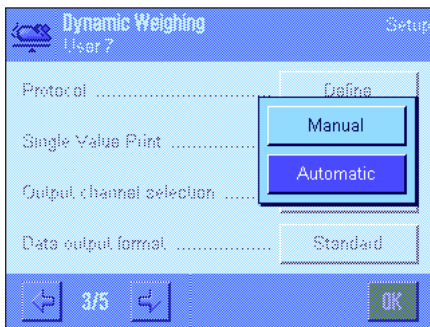 Dynamic Weighing Setup
User 7
Protocol ........................................ Define
Manual
Single Value Print .....................
Automatic
Output channel selection ......
Data output format .................... Standard
3/5 OK